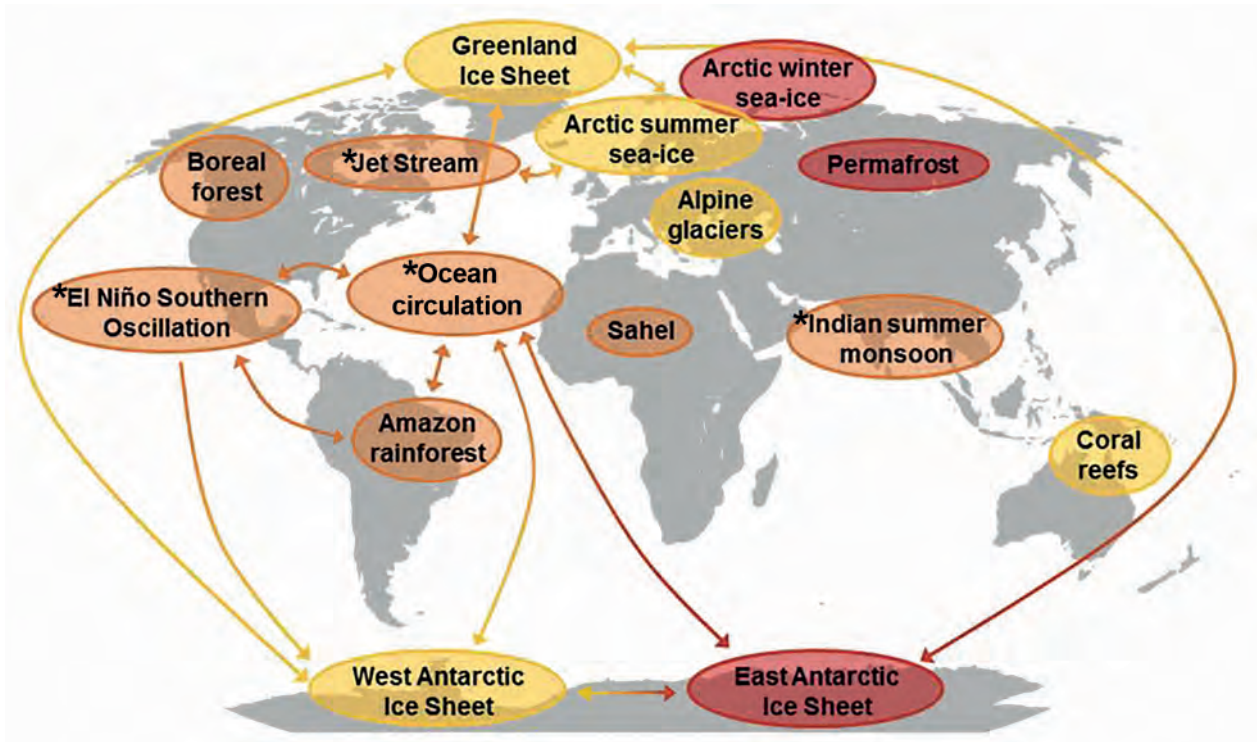 Greenland
Ice Sheet
Arctic winter
sea-ice
Arctic summer
sea-ice
Boreal
forest
*Jet Stream
Permafrost
Alpine
glaciers
*El Niño Southern
Oscillation
*Ocean
circulation
Sahel
*Indian summer
monsoon
Amazon
rainforest
Coral
reefs
West Antarctic
Ice Sheet
East Antarctic
Ice Sheet